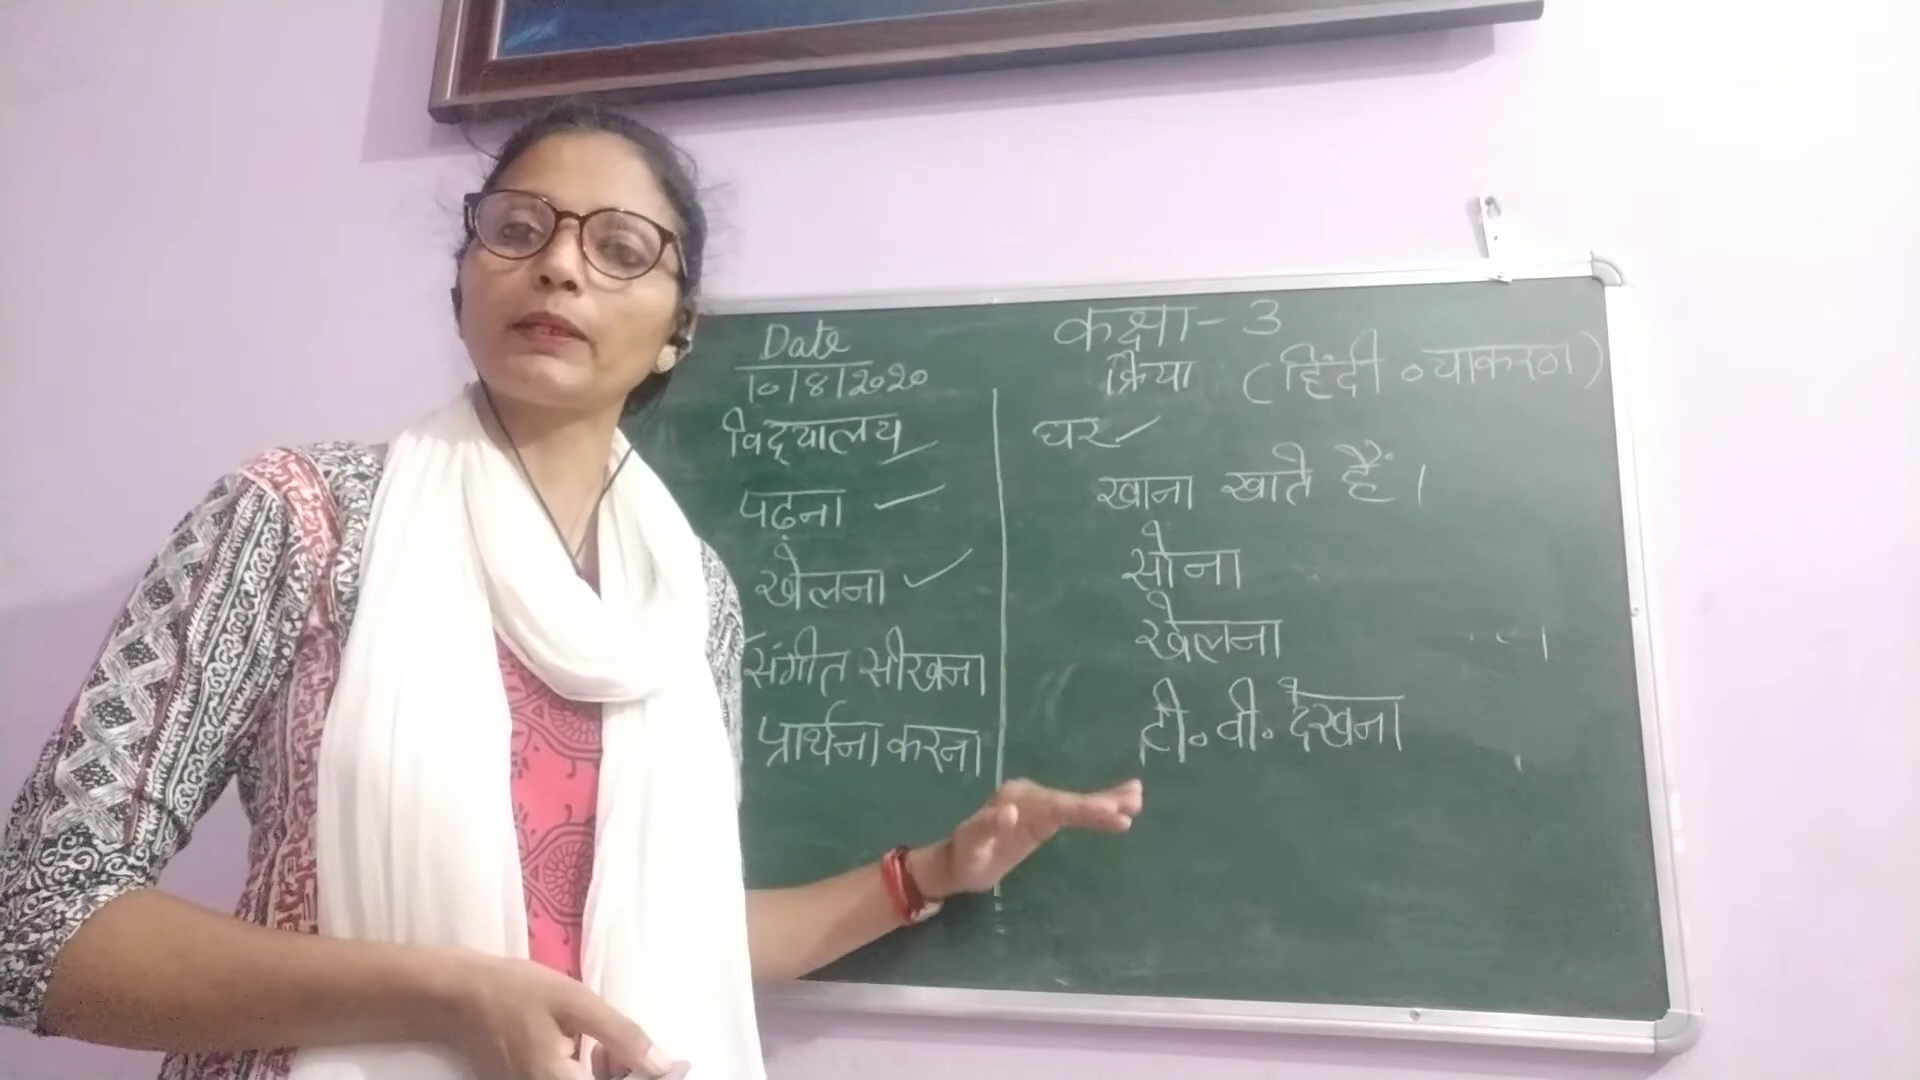 Date
10/8/2020
कक्षा - 3
क्रिया (हिंदी व्याकरण)
विद्यालय
पढ़ना
खेलना
संगीत सीखना
प्रार्थना करना
घर
खाना खाते हैं।
सोना
खेलना
टी.वी. देखना